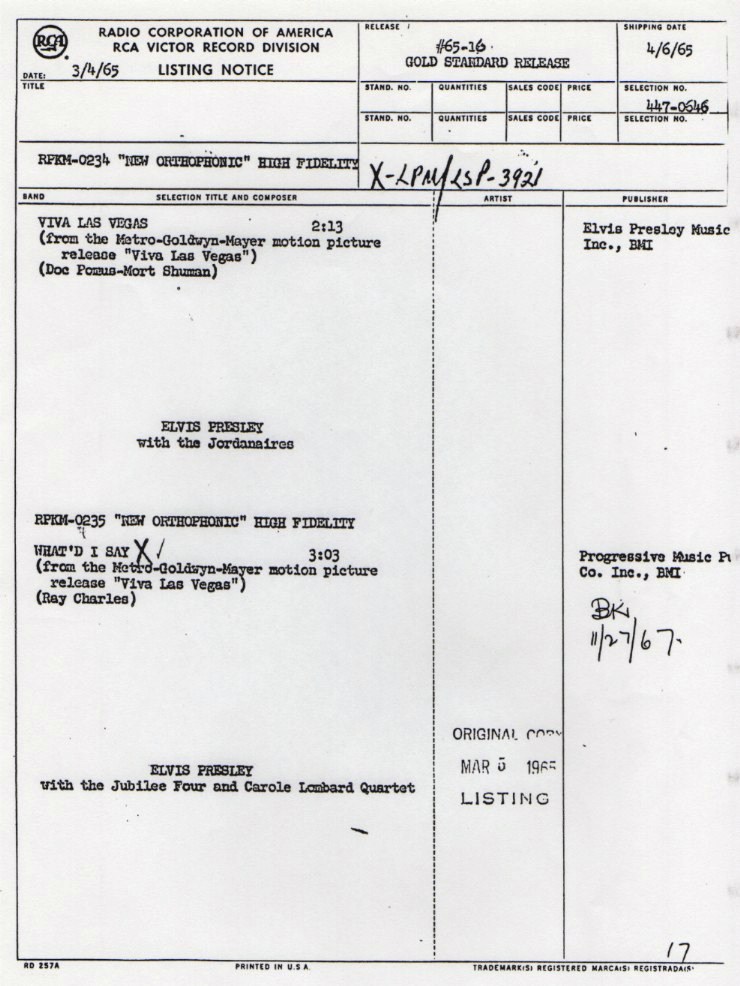 RCA
RADIO CORPORATION OF AMERICA
RCA VICTOR RECORD DIVISION
DATE: 3/4/65 LISTING NOTICE
RELEASE
#65-16
GOLD STANDARD RELEASE
SHIPPING DATE
4/6/65
TITLE
STAND. NO. QUANTITIES SALES CODE PRICE SELECTION NO.
447-0646
STAND. NO. QUANTITIES SALES CODE PRICE SELECTION NO.
RPKM-0234 "NEW ORTHOPHONIC" HIGH FIDELITY
X-LPM/LSP-3921
BAND SELECTION TITLE AND COMPOSER ARTIST PUBLISHER
VIVA LAS VEGAS 2:13
(from the Metro-Goldwyn-Mayer motion picture
release "Viva Las Vegas")
(Doc Pomus-Mort Shuman)
Elvis Presley Music
Inc., BMI
ELVIS PRESLEY
with the Jordanaires
RPKM-0235 "NEW ORTHOPHONIC" HIGH FIDELITY
WHAT'D I SAY X ✓ 3:03
(from the Metro-Goldwyn-Mayer motion picture
release "Viva Las Vegas")
(Ray Charles)
Progressive Music
Co. Inc., BMI
BK
11/27/67.
ORIGINAL COPY
MAR 5 1965
LISTING
ELVIS PRESLEY
with the Jubilee Four and Carole Lombard Quartet
17
RD 257A PRINTED IN U.S.A. TRADEMARK(S) REGISTERED MARCA(S) REGISTRADA(S)